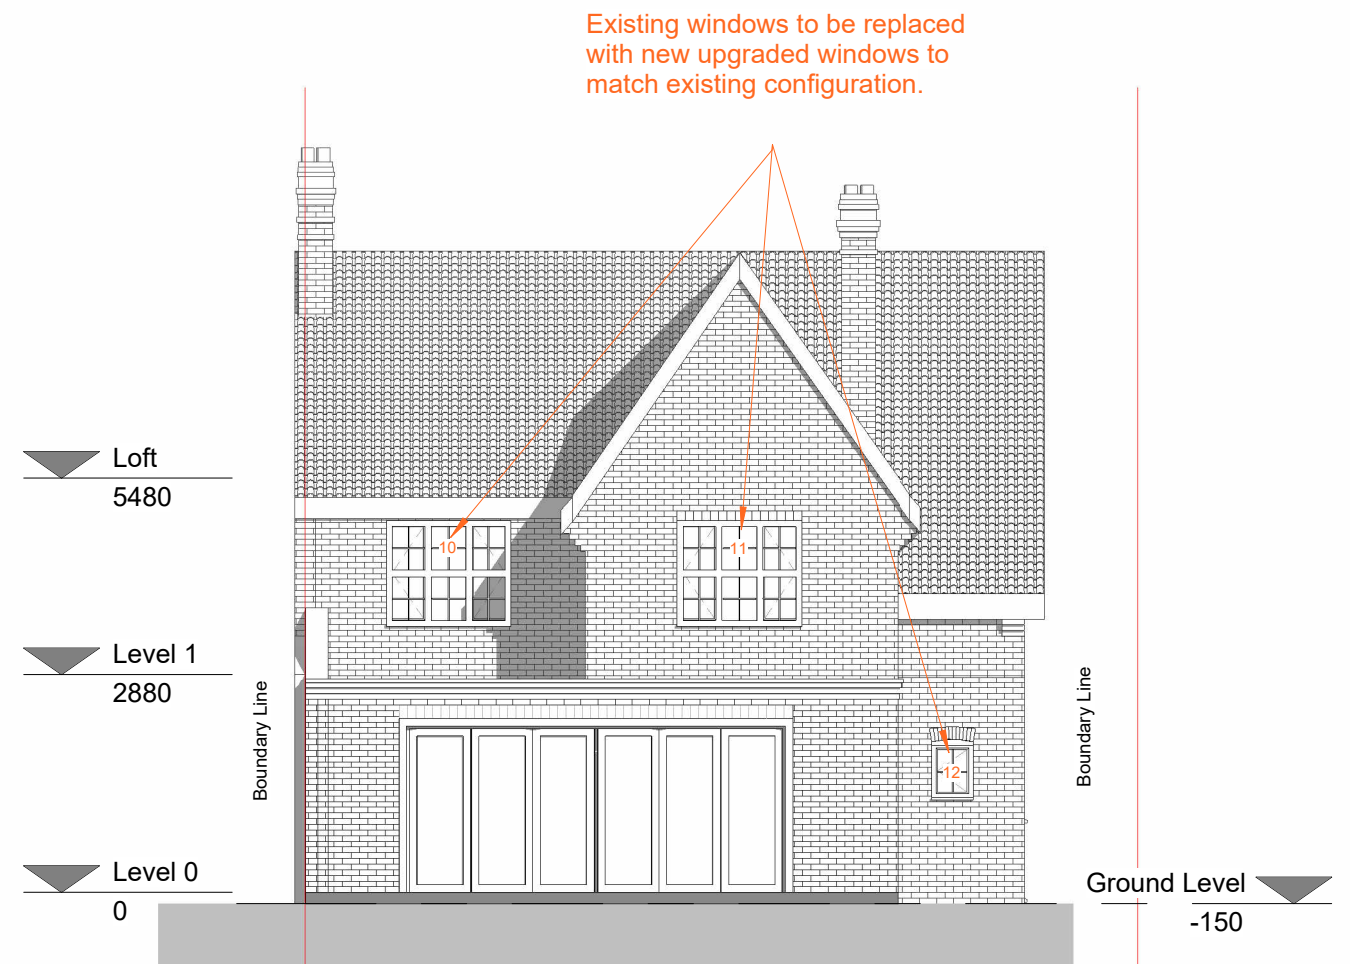 Existing windows to be replaced
with new upgraded windows to
match existing configuration.
Loft
5480
10
11
Level 1
2880
Boundary Line
Boundary Line
12
Level 0
0
Ground Level
-150